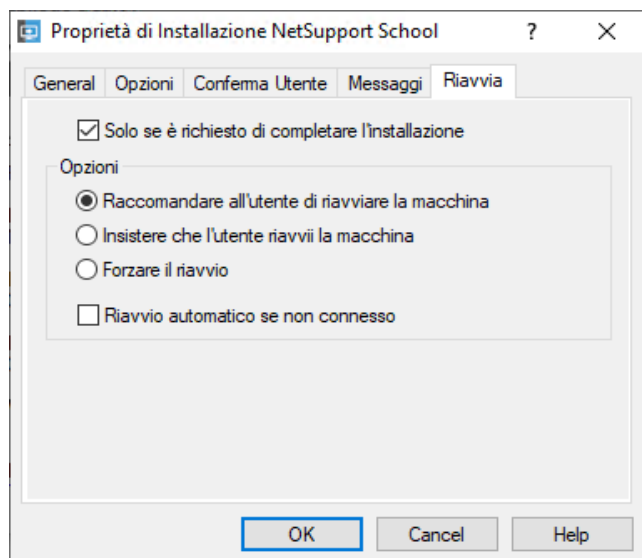 Proprietà di Installazione NetSupport School ?
General Opzioni Conferma Utente Messaggi Riavvia
Solo se è richiesto di completare l'installazione
Opzioni
Raccomandare all'utente di riavviare la macchina
Insistere che l'utente riavvii la macchina
Forzare il riavvio
Riavvio automatico se non connesso
OK Cancel Help